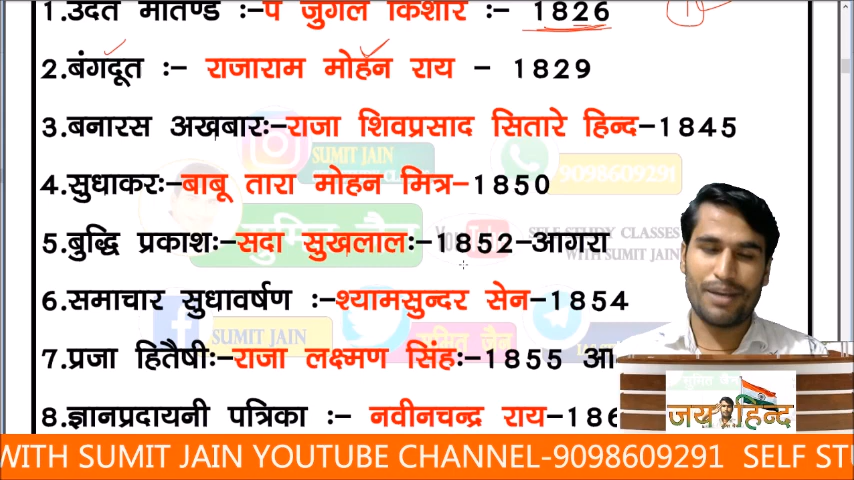 1.उदंत मार्तण्ड :-पं जुगल किशोर :- 1826
2.बंगदूत :- राजाराम मोहन राय - 1829
3.बनारस अखबारः-राजा शिवप्रसाद सितारे हिन्द-1845
4.सुधाकरः-बाबू तारा मोहन मित्र-1850
5.बुद्धि प्रकाशः-सदा सुखलालः-1852-आगरा
6.समाचार सुधावर्षण :-श्यामसुन्दर सेन-1854
7.प्रजा हितैषीः-राजा लक्ष्मण सिंहः-1855 आ
8.ज्ञानप्रदायनी पत्रिका :- नवीनचन्द्र राय-186
SUMIT JAIN
9098609291
सुमित जैन
SELF STUDY CLASSES
WITH SUMIT JAIN
SUMIT JAIN
सुमित जैन
जय हिन्द
WITH SUMIT JAIN YOUTUBE CHANNEL-9098609291 SELF STU